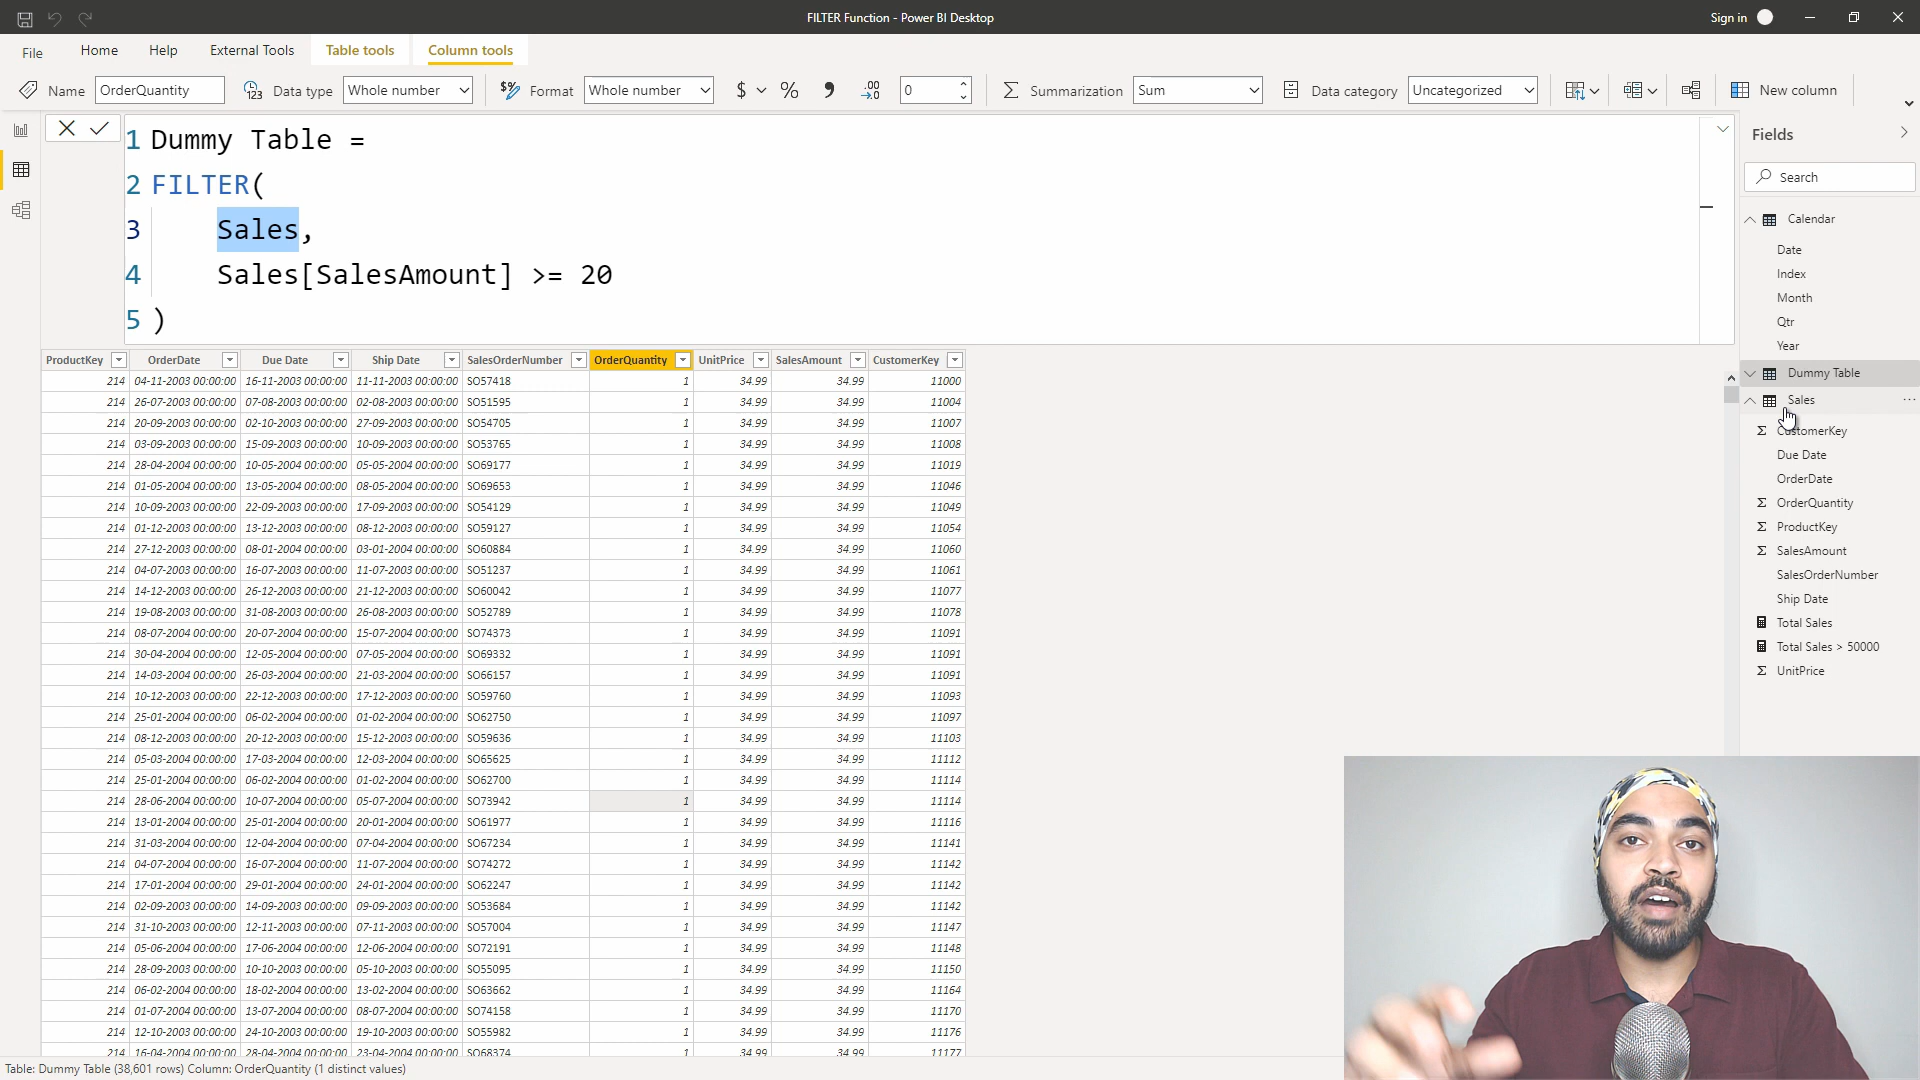 FILTER Function - Power BI Desktop
Sign in
File Home Help External Tools Table tools Column tools
Name OrderQuantity Data type Whole number Format Whole number $ % , .00 0 Summarization Sum Data category Uncategorized New column
1 Dummy Table =
2 FILTER(
3 Sales,
4 Sales[SalesAmount] >= 20
5 )
ProductKey OrderDate Due Date Ship Date SalesOrderNumber OrderQuantity UnitPrice SalesAmount CustomerKey
214 04-11-2003 00:00:00 16-11-2003 00:00:00 11-11-2003 00:00:00 SO57418 1 34.99 34.99 11000
214 26-07-2003 00:00:00 07-08-2003 00:00:00 02-08-2003 00:00:00 SO51595 1 34.99 34.99 11004
214 20-09-2003 00:00:00 02-10-2003 00:00:00 27-09-2003 00:00:00 SO54705 1 34.99 34.99 11007
214 03-09-2003 00:00:00 15-09-2003 00:00:00 10-09-2003 00:00:00 SO53765 1 34.99 34.99 11008
214 28-04-2004 00:00:00 10-05-2004 00:00:00 05-05-2004 00:00:00 SO69177 1 34.99 34.99 11019
214 01-05-2004 00:00:00 13-05-2004 00:00:00 08-05-2004 00:00:00 SO69653 1 34.99 34.99 11046
214 10-09-2003 00:00:00 22-09-2003 00:00:00 17-09-2003 00:00:00 SO54129 1 34.99 34.99 11049
214 01-12-2003 00:00:00 13-12-2003 00:00:00 08-12-2003 00:00:00 SO59127 1 34.99 34.99 11054
214 27-12-2003 00:00:00 08-01-2004 00:00:00 03-01-2004 00:00:00 SO60884 1 34.99 34.99 11060
214 04-07-2003 00:00:00 16-07-2003 00:00:00 11-07-2003 00:00:00 SO51237 1 34.99 34.99 11061
214 14-12-2003 00:00:00 26-12-2003 00:00:00 21-12-2003 00:00:00 SO60042 1 34.99 34.99 11077
214 19-08-2003 00:00:00 31-08-2003 00:00:00 26-08-2003 00:00:00 SO52789 1 34.99 34.99 11078
214 08-07-2004 00:00:00 20-07-2004 00:00:00 15-07-2004 00:00:00 SO74373 1 34.99 34.99 11091
214 30-04-2004 00:00:00 12-05-2004 00:00:00 07-05-2004 00:00:00 SO69332 1 34.99 34.99 11091
214 14-03-2004 00:00:00 26-03-2004 00:00:00 21-03-2004 00:00:00 SO66157 1 34.99 34.99 11091
214 10-12-2003 00:00:00 22-12-2003 00:00:00 17-12-2003 00:00:00 SO59760 1 34.99 34.99 11093
214 25-01-2004 00:00:00 06-02-2004 00:00:00 01-02-2004 00:00:00 SO62750 1 34.99 34.99 11097
214 08-12-2003 00:00:00 20-12-2003 00:00:00 15-12-2003 00:00:00 SO59636 1 34.99 34.99 11103
214 05-03-2004 00:00:00 17-03-2004 00:00:00 12-03-2004 00:00:00 SO65625 1 34.99 34.99 11112
214 25-01-2004 00:00:00 06-02-2004 00:00:00 01-02-2004 00:00:00 SO62700 1 34.99 34.99 11114
214 28-06-2004 00:00:00 10-07-2004 00:00:00 05-07-2004 00:00:00 SO73942 1 34.99 34.99 11114
214 13-01-2004 00:00:00 25-01-2004 00:00:00 20-01-2004 00:00:00 SO61977 1 34.99 34.99 11116
214 31-03-2004 00:00:00 12-04-2004 00:00:00 07-04-2004 00:00:00 SO67234 1 34.99 34.99 11141
214 04-07-2004 00:00:00 16-07-2004 00:00:00 11-07-2004 00:00:00 SO74272 1 34.99 34.99 11142
214 17-01-2004 00:00:00 29-01-2004 00:00:00 24-01-2004 00:00:00 SO62247 1 34.99 34.99 11142
214 02-09-2003 00:00:00 14-09-2003 00:00:00 09-09-2003 00:00:00 SO53684 1 34.99 34.99 11142
214 31-10-2003 00:00:00 12-11-2003 00:00:00 07-11-2003 00:00:00 SO57004 1 34.99 34.99 11147
214 05-06-2004 00:00:00 17-06-2004 00:00:00 12-06-2004 00:00:00 SO72191 1 34.99 34.99 11148
214 28-09-2003 00:00:00 10-10-2003 00:00:00 05-10-2003 00:00:00 SO55095 1 34.99 34.99 11150
214 06-02-2004 00:00:00 18-02-2004 00:00:00 13-02-2004 00:00:00 SO63662 1 34.99 34.99 11164
214 01-07-2004 00:00:00 13-07-2004 00:00:00 08-07-2004 00:00:00 SO74158 1 34.99 34.99 11170
214 12-10-2003 00:00:00 24-10-2003 00:00:00 19-10-2003 00:00:00 SO55982 1 34.99 34.99 11176
214 16-04-2004 00:00:00 28-04-2004 00:00:00 23-04-2004 00:00:00 SO68374 1 34.99 34.99 11177
Table: Dummy Table (38,601 rows) Column: OrderQuantity (1 distinct values)
Fields
Search
Calendar
Date
Index
Month
Qtr
Year
Dummy Table
Sales
CustomerKey
Due Date
OrderDate
OrderQuantity
ProductKey
SalesAmount
SalesOrderNumber
Ship Date
Total Sales
Total Sales > 50000
UnitPrice